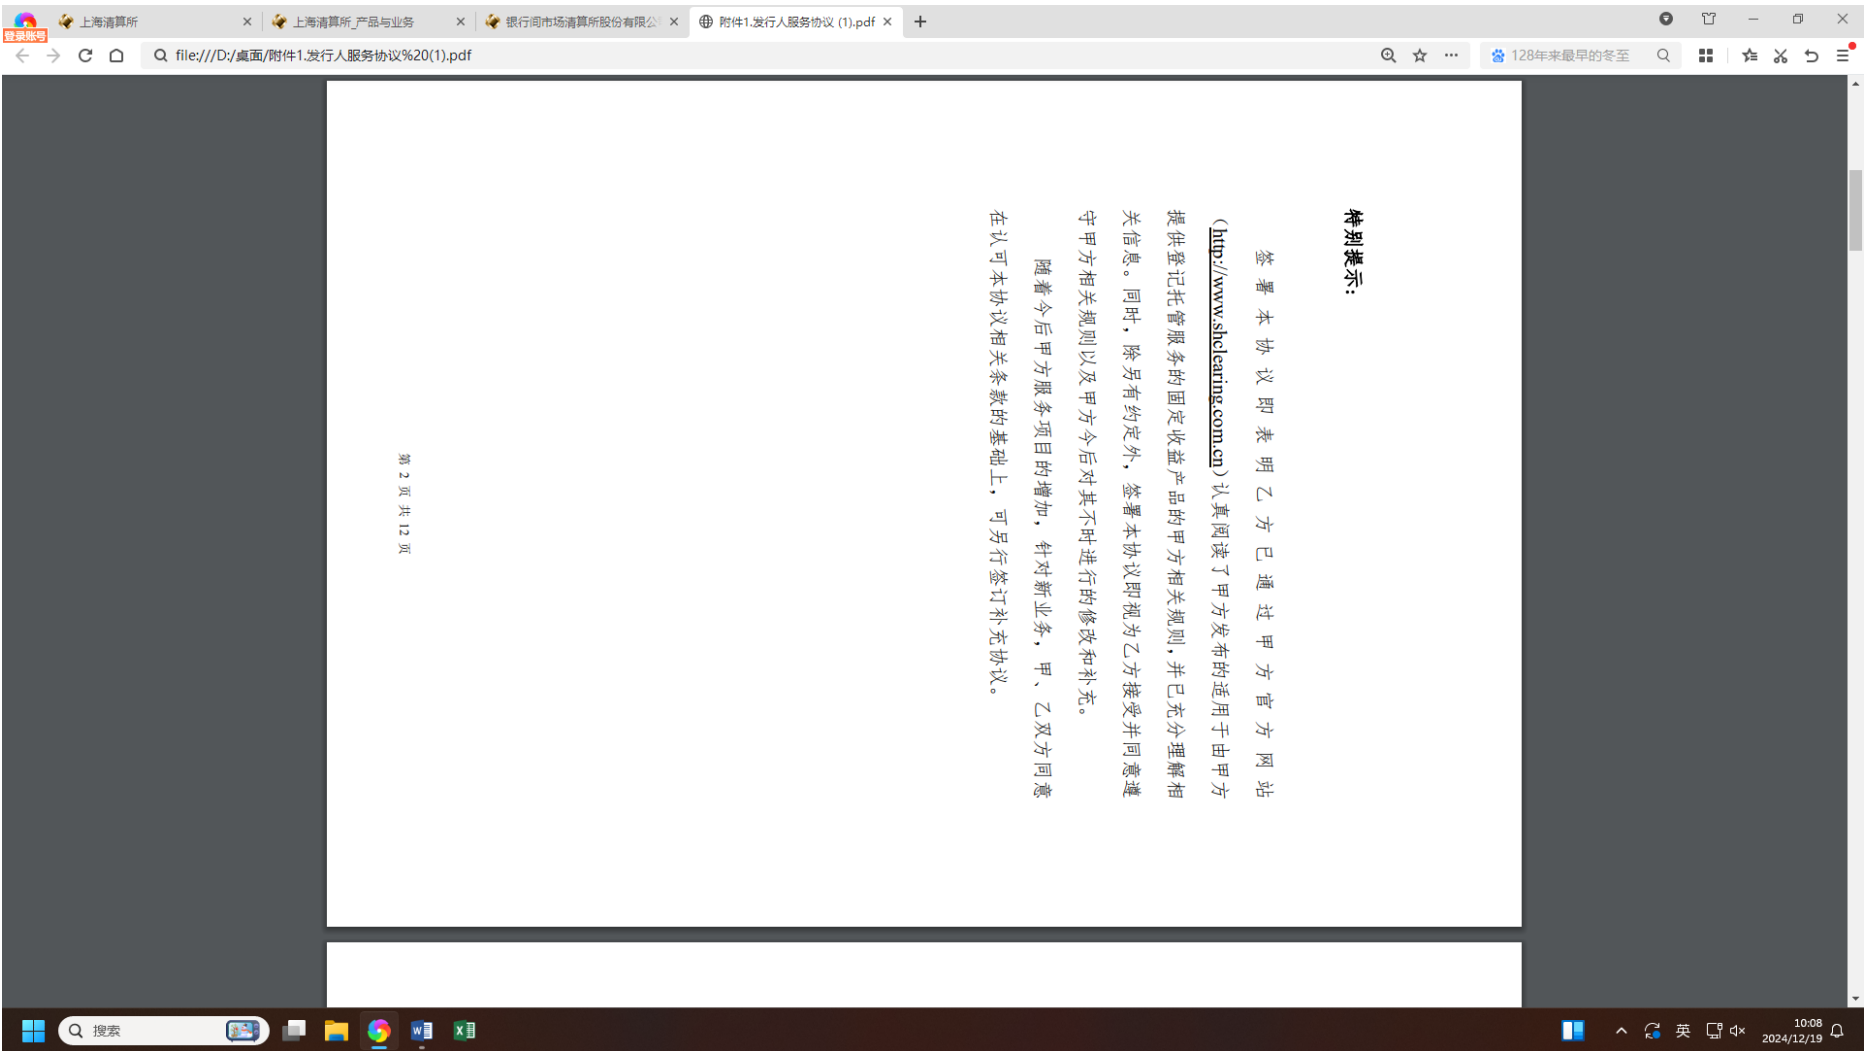 上海清算所
上海清算所_产品与业务
银行间市场清算所股份有限公
附件1.发行人服务协议 (1).pdf
登录账号
file:///D:/桌面/附件1.发行人服务协议%20(1).pdf
128年来最早的冬至
特别提示：
签署本协议即表明乙方已通过甲方官方网站
（http://www.shclearing.com.cn）认真阅读了甲方发布的适用于由甲方
提供登记托管服务的固定收益产品的甲方相关规则，并已充分理解相
关信息。同时，除另有约定外，签署本协议即视为乙方接受并同意遵
守甲方相关规则以及甲方今后对其不时进行的修改和补充。
随着今后甲方服务项目的增加，针对新业务，甲、乙双方同意
在认可本协议相关条款的基础上，可另行签订补充协议。
第 2 页 共 12 页
搜索
英
10:08
2024/12/19